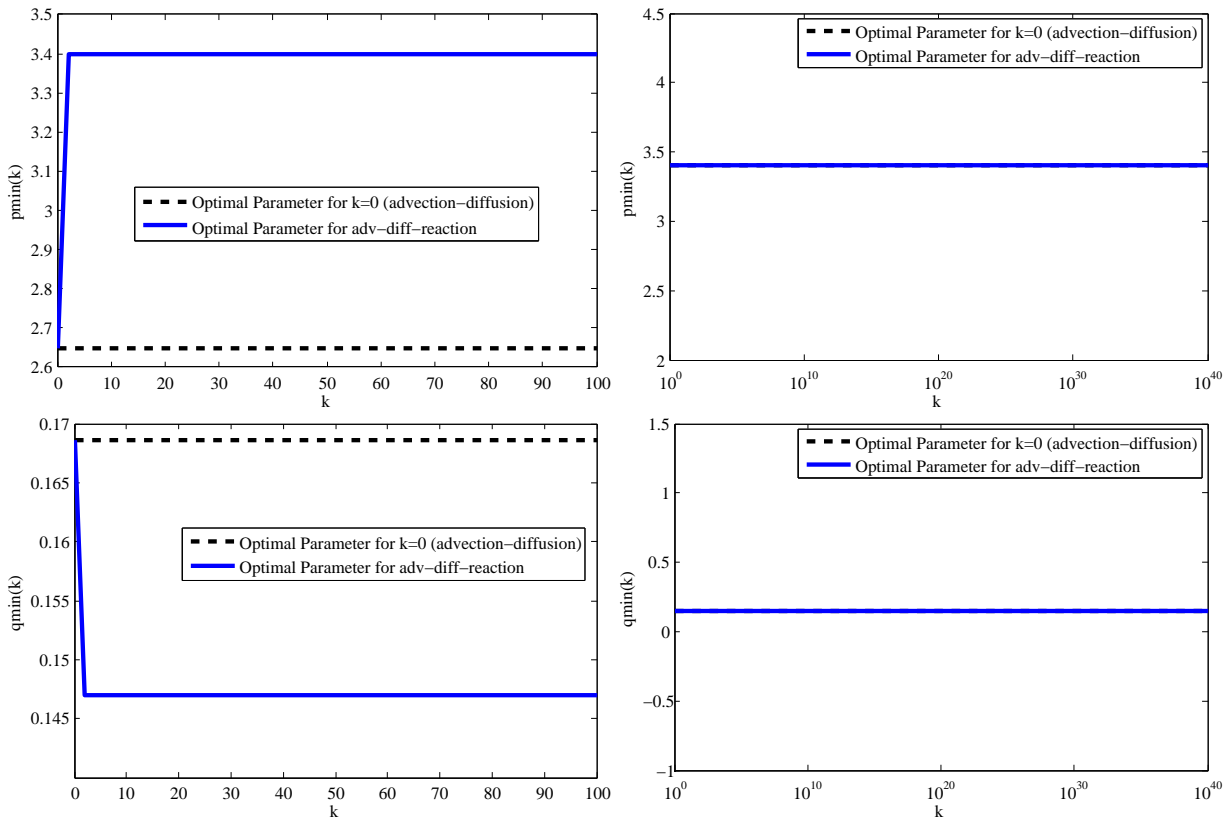 3.5
3.4
3.3
3.2
3.1
3
2.9
2.8
2.7
2.6
pmin(k)
Optimal Parameter for k=0 (advection−diffusion)
Optimal Parameter for adv−diff−reaction
0 10 20 30 40 50 60 70 80 90 100
k
4.5
4
3.5
3
2.5
2
pmin(k)
Optimal Parameter for k=0 (advection−diffusion)
Optimal Parameter for adv−diff−reaction
10^0 10^10 10^20 10^30 10^40
k
0.17
0.165
0.16
0.155
0.15
0.145
qmin(k)
Optimal Parameter for k=0 (advection−diffusion)
Optimal Parameter for adv−diff−reaction
0 10 20 30 40 50 60 70 80 90 100
k
1.5
1
0.5
0
−0.5
−1
qmin(k)
Optimal Parameter for k=0 (advection−diffusion)
Optimal Parameter for adv−diff−reaction
10^0 10^10 10^20 10^30 10^40
k